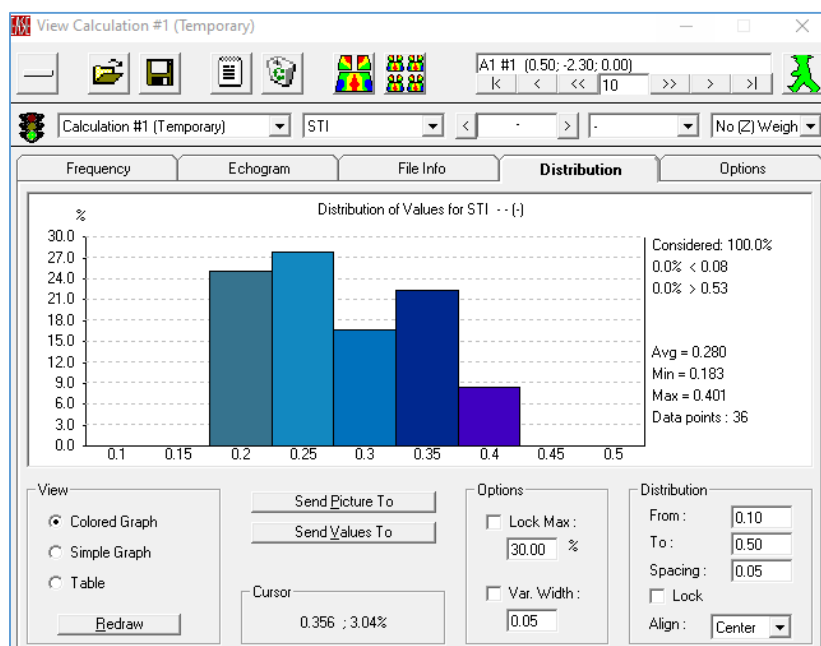 View Calculation #1 (Temporary)
A1 #1 (0.50; -2.30; 0.00)
|< < << 10 >> > >|
Calculation #1 (Temporary) STI < - > - No (Z) Weigh
Frequency Echogram File Info Distribution Options
Distribution of Values for STI - - (-)
%
30.0
27.0
24.0
21.0
18.0
15.0
12.0
9.0
6.0
3.0
0.0
0.1 0.15 0.2 0.25 0.3 0.35 0.4 0.45 0.5
Considered: 100.0%
0.0% < 0.08
0.0% > 0.53
Avg = 0.280
Min = 0.183
Max = 0.401
Data points : 36
View
Colored Graph
Simple Graph
Table
Redraw
Send Picture To
Send Values To
Cursor
0.356 ; 3.04%
Options
Lock Max :
30.00 %
Var. Width :
0.05
Distribution
From : 0.10
To : 0.50
Spacing : 0.05
Lock
Align : Center